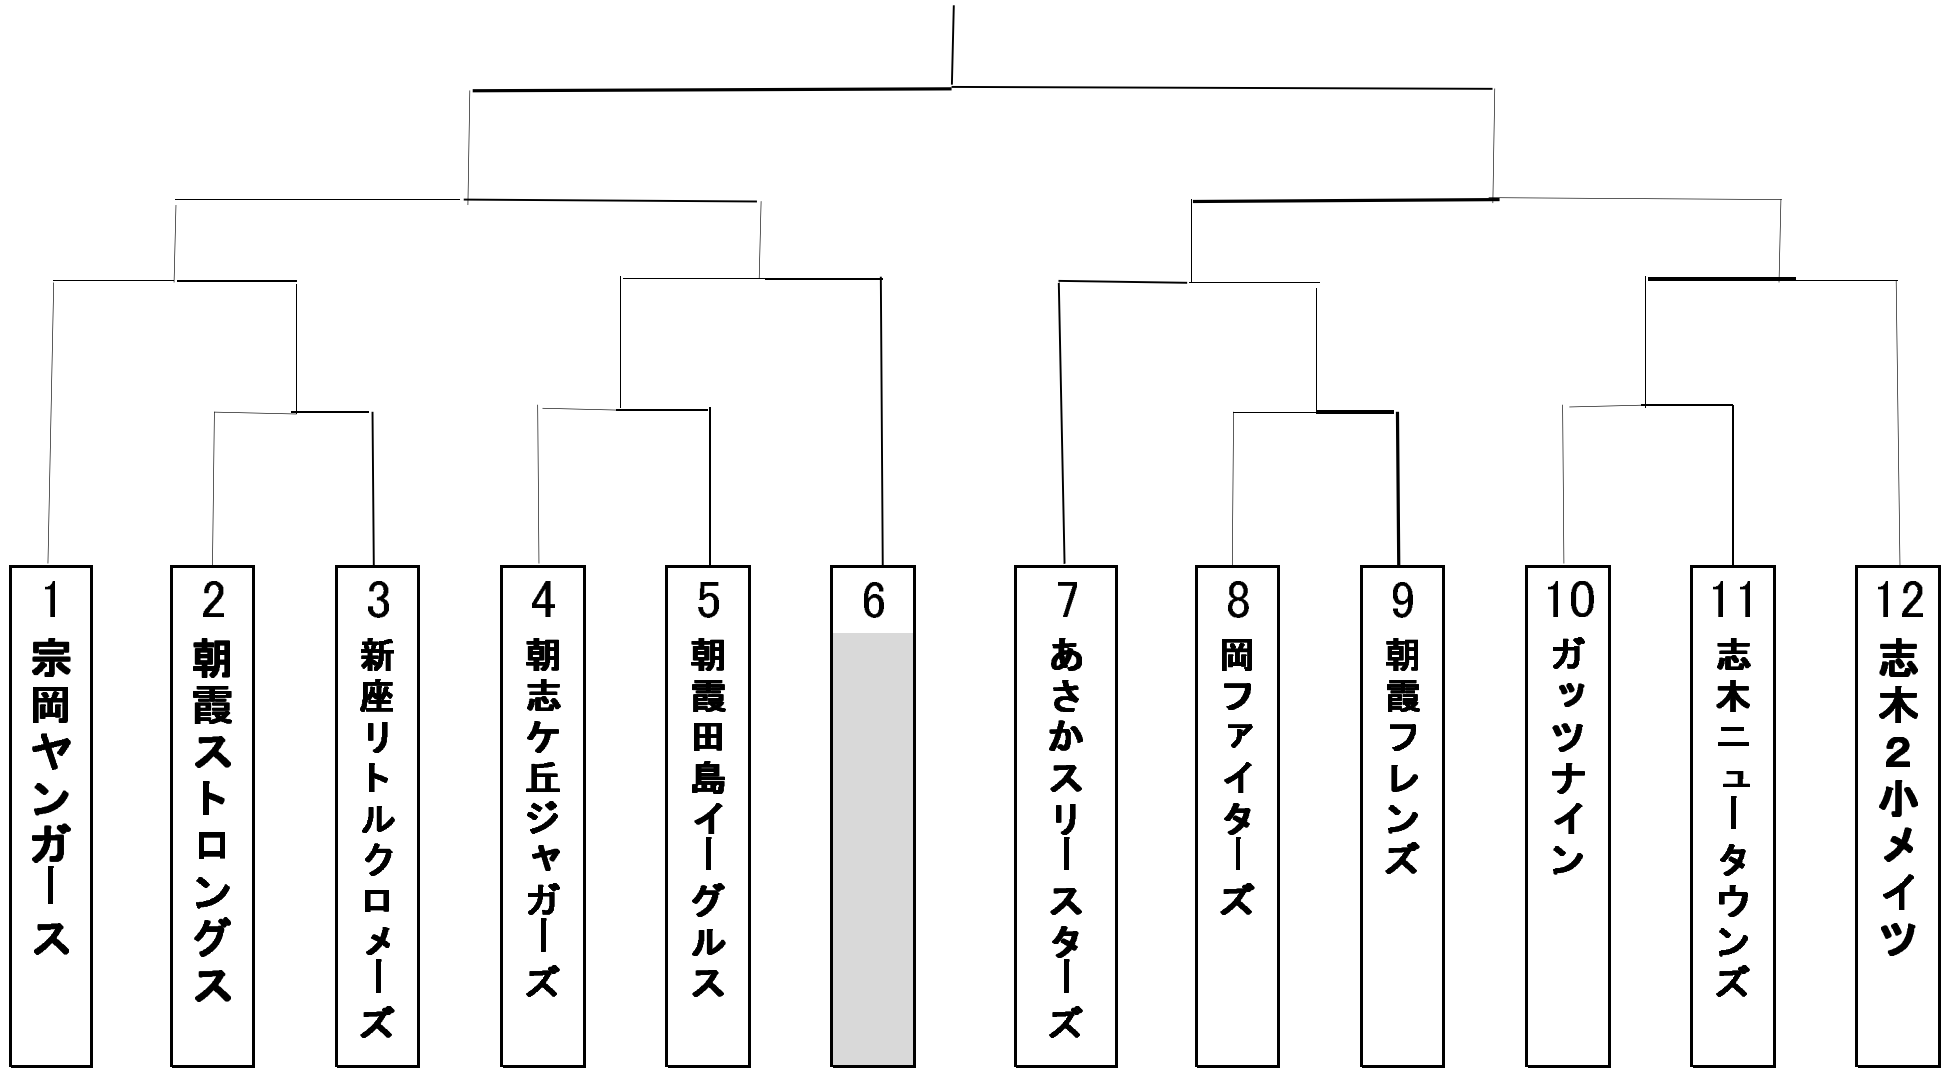 1
宗岡ヤンガース
2
朝霞ストロングス
3
新座リトルクロメーズ
4
朝志ケ丘ジャガーズ
5
朝霞田島イーグルス
6
7
あさかスリースターズ
8
岡ファイターズ
9
朝霞フレンズ
10
ガッツナイン
11
志木ニュータウンズ
12
志木2小メイツ